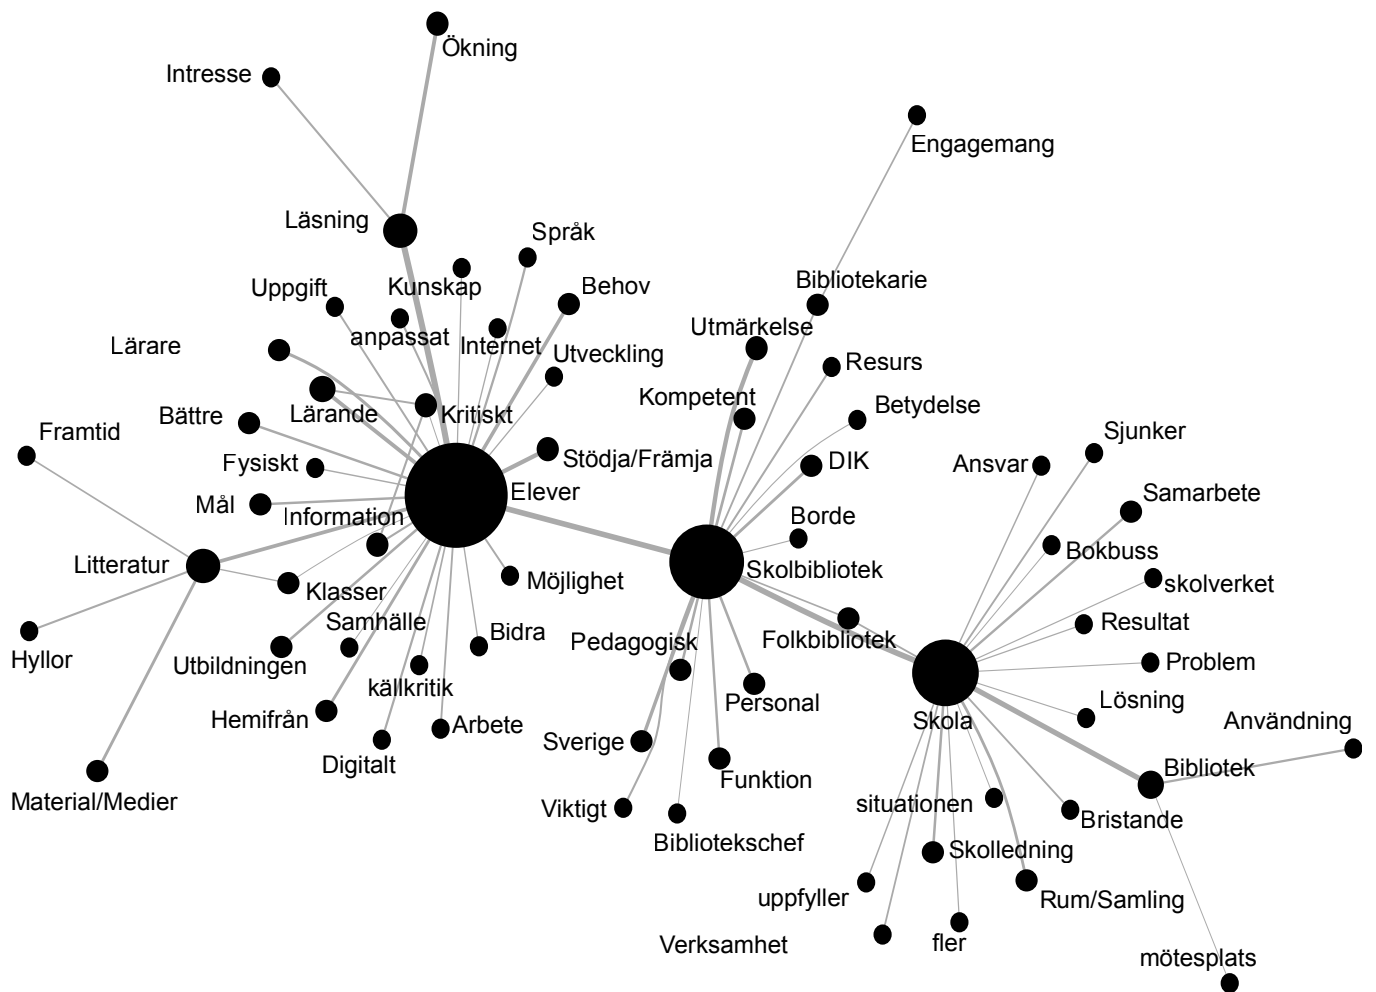 Ökning
Intresse
Engagemang
Läsning
Språk
Bibliotekarie
Uppgift
Kunskap
Behov
Utmärkelse
anpassat
Internet
Utveckling
Lärare
Resurs
Kompetent
Betydelse
Lärande
Kritiskt
Bättre
Framtid
Sjunker
Fysiskt
Stödja/Främja
DIK
Ansvar
Elever
Samarbete
Mål
Information
Borde
Bokbuss
Litteratur
Skolbibliotek
Möjlighet
skolverket
Klasser
Samhälle
Bidra
Pedagogisk
Folkbibliotek
Resultat
Hyllor
Utbildningen
Problem
källkritik
Personal
Lösning
Hemifrån
Arbete
Skola
Användning
Sverige
Digitalt
Funktion
Bibliotek
Material/Medier
Viktigt
situationen
Bristande
Bibliotekschef
Skolledning
uppfyller
Rum/Samling
Verksamhet
fler
mötesplats